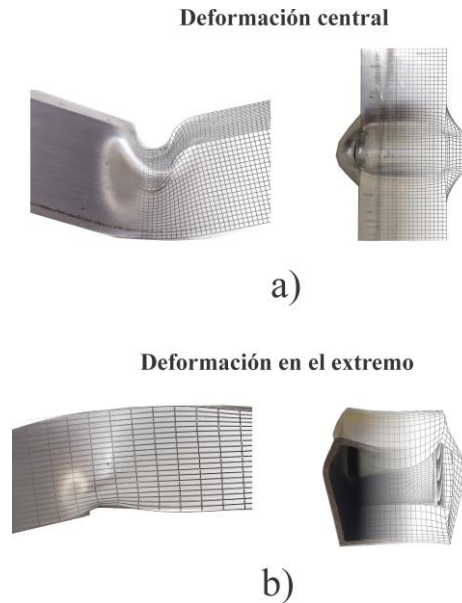 Deformación central
a)
Deformación en el extremo
b)